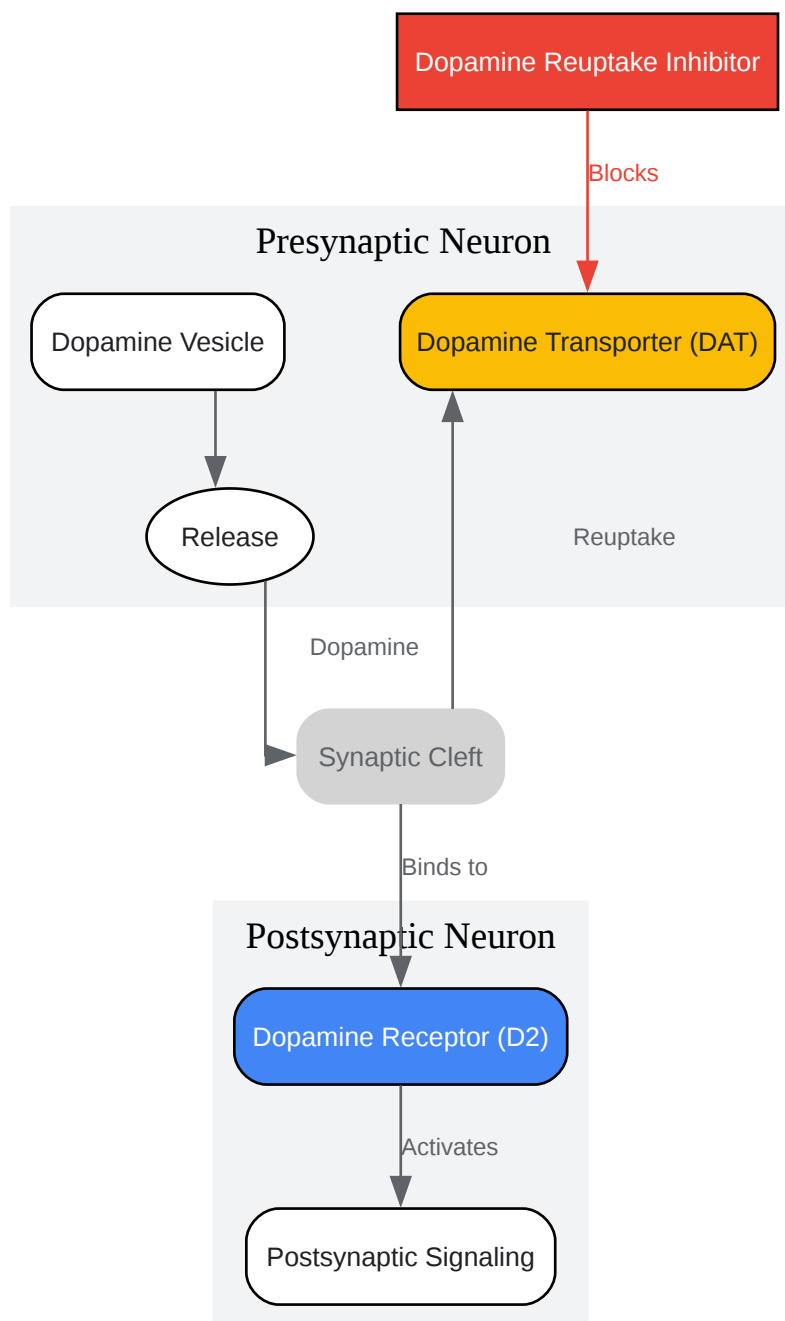 Dopamine Reuptake Inhibitor
Blocks
Presynaptic Neuron
Dopamine Vesicle
Dopamine Transporter (DAT)
Release
Reuptake
Dopamine
Synaptic Cleft
Binds to
Postsynaptic Neuron
Dopamine Receptor (D2)
Activates
Postsynaptic Signaling